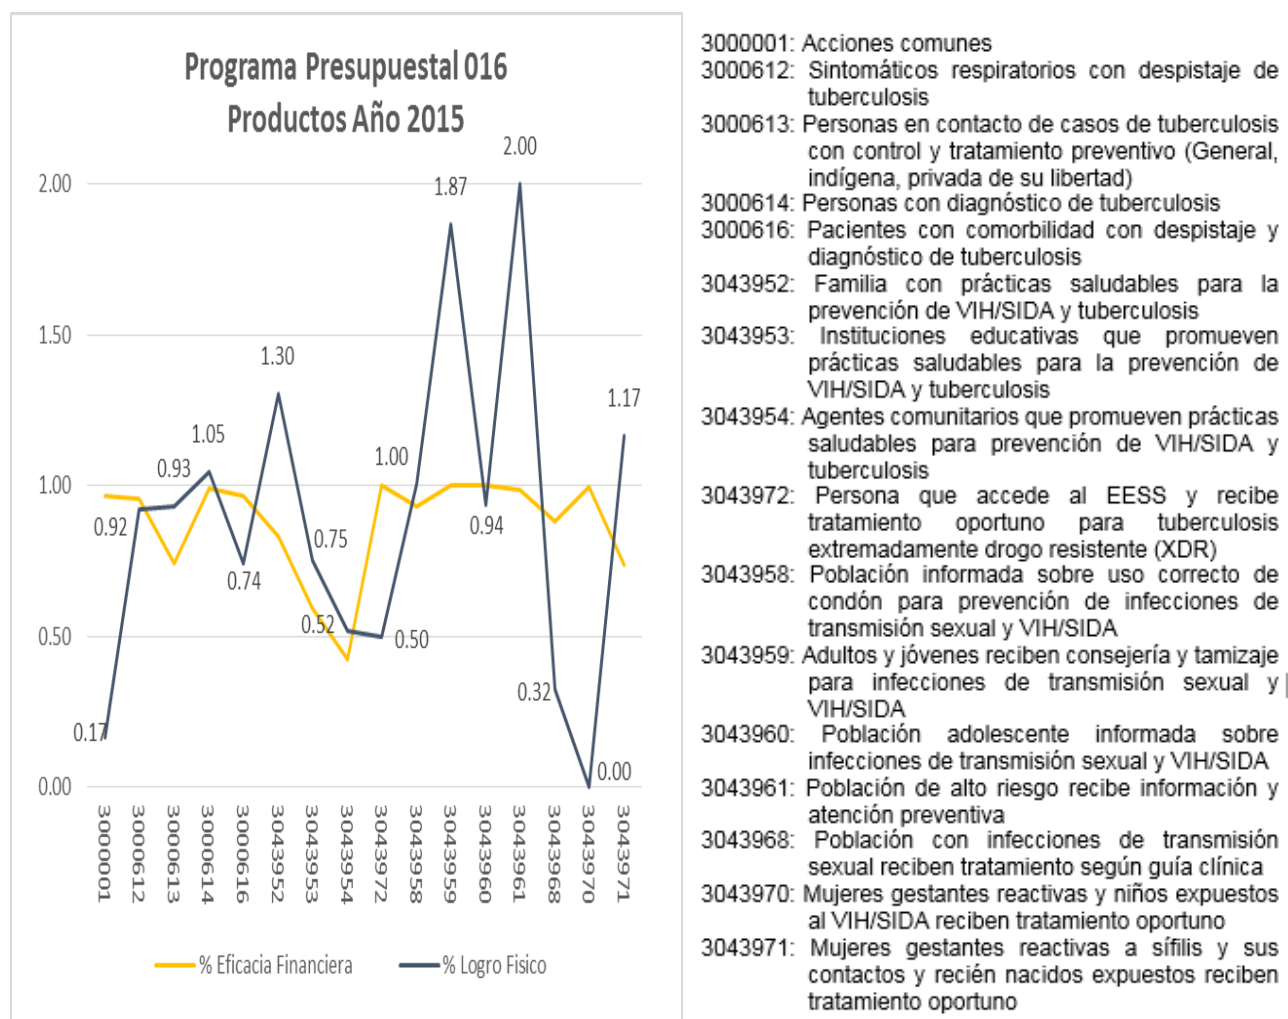 Programa Presupuestal 016
Productos Año 2015
2.00
1.50
1.00
0.50
0.00
0.17
0.92
0.93
1.05
0.74
1.30
0.75
0.52
0.50
1.00
1.87
0.94
2.00
0.32
0.00
1.17
3000001
3000612
3000613
3000614
3000616
3043952
3043953
3043954
3043972
3043958
3043959
3043960
3043961
3043968
3043970
3043971
% Eficacia Financiera
% Logro Fisico
3000001: Acciones comunes
3000612: Sintomáticos respiratorios con despistaje de
tuberculosis
3000613: Personas en contacto de casos de tuberculosis
con control y tratamiento preventivo (General,
indígena, privada de su libertad)
3000614: Personas con diagnóstico de tuberculosis
3000616: Pacientes con comorbilidad con despistaje y
diagnóstico de tuberculosis
3043952: Familia con prácticas saludables para la
prevención de VIH/SIDA y tuberculosis
3043953: Instituciones educativas que promueven
prácticas saludables para la prevención de
VIH/SIDA y tuberculosis
3043954: Agentes comunitarios que promueven prácticas
saludables para prevención de VIH/SIDA y
tuberculosis
3043972: Persona que accede al EESS y recibe
tratamiento oportuno para tuberculosis
extremadamente drogo resistente (XDR)
3043958: Población informada sobre uso correcto de
condón para prevención de infecciones de
transmisión sexual y VIH/SIDA
3043959: Adultos y jóvenes reciben consejería y tamizaje
para infecciones de transmisión sexual y
VIH/SIDA
3043960: Población adolescente informada sobre
infecciones de transmisión sexual y VIH/SIDA
3043961: Población de alto riesgo recibe información y
atención preventiva
3043968: Población con infecciones de transmisión
sexual reciben tratamiento según guía clínica
3043970: Mujeres gestantes reactivas y niños expuestos
al VIH/SIDA reciben tratamiento oportuno
3043971: Mujeres gestantes reactivas a sífilis y sus
contactos y recién nacidos expuestos reciben
tratamiento oportuno